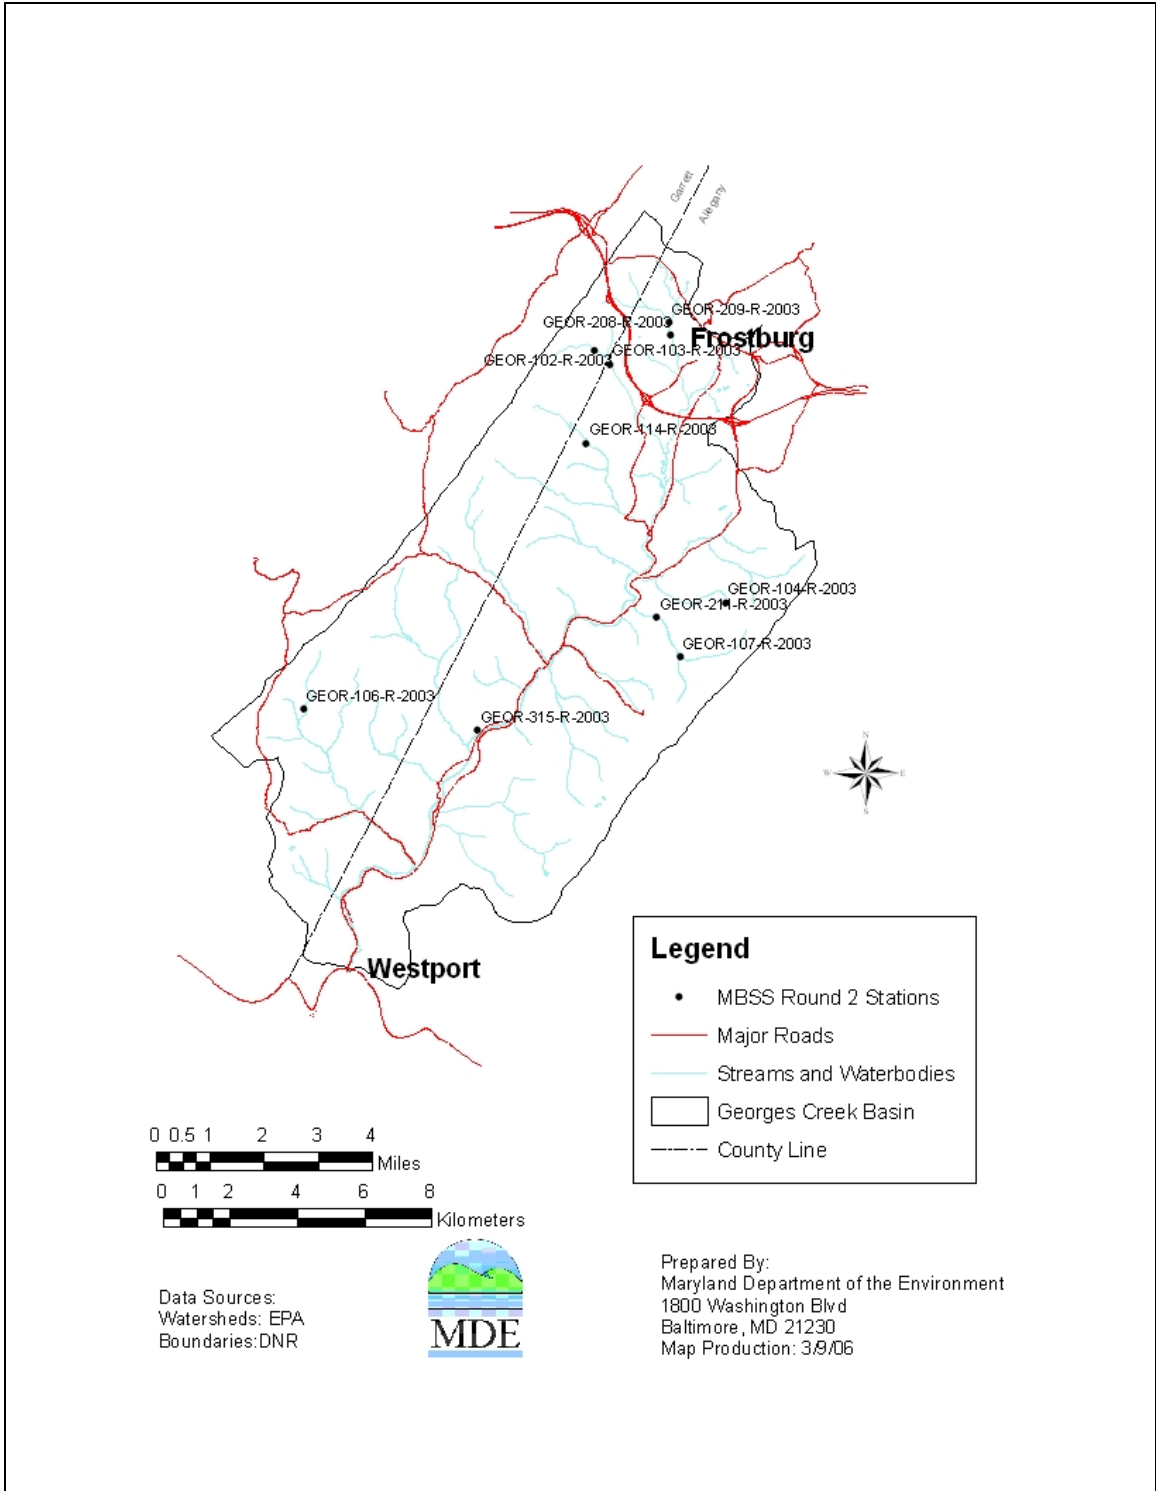 Garrett
Allegany
GEOR-209-R-2003
GEOR-208-R-2003
Frostburg
GEOR-103-R-2003
GEOR-102-R-2003
GEOR-114-R-2003
GEOR-104-R-2003
GEOR-211-R-2003
GEOR-107-R-2003
GEOR-106-R-2003
GEOR-315-R-2003
N
W E
S
Westport
Legend
MBSS Round 2 Stations
Major Roads
Streams and Waterbodies
Georges Creek Basin
County Line
0 0.5 1 2 3 4
Miles
0 1 2 4 6 8
Kilometers
Data Sources:
Watersheds: EPA
Boundaries:DNR
MDE
Prepared By:
Maryland Department of the Environment
1800 Washington Blvd
Baltimore, MD 21230
Map Production: 3/9/06